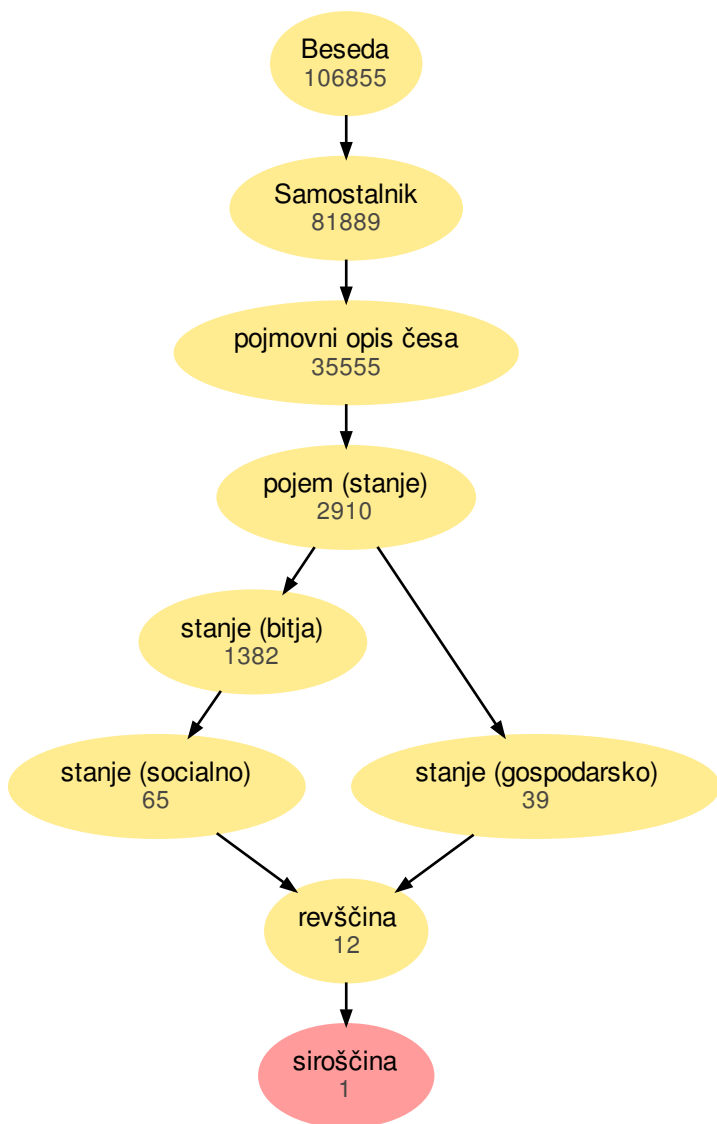 Beseda
106855
Samostalnik
81889
pojmovni opis česa
35555
pojem (stanje)
2910
stanje (bitja)
1382
stanje (socialno)
65
stanje (gospodarsko)
39
revščina
12
siroščina
1